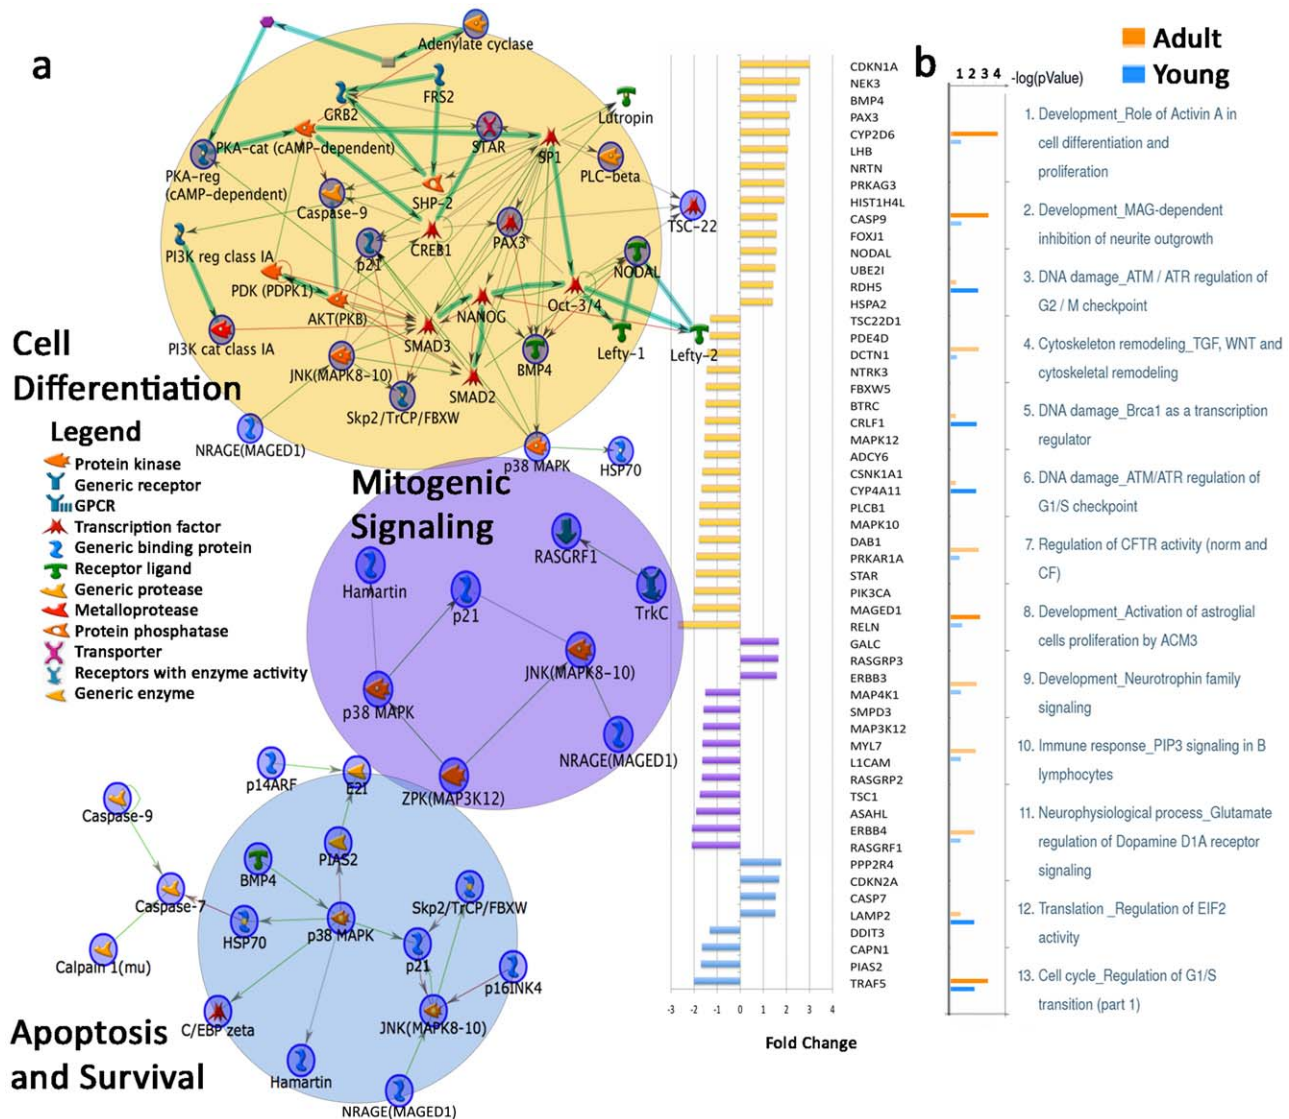 a
Adenylate cyclase
FRS2
GRB2
Lutropin
PKA-cat (cAMP-dependent)
STAR
SP1
PKA-reg
(cAMP-dependent)
PLC-beta
SHP-2
Caspase-9
TSC-22
CREB1
PAX3
p21
PI3K reg class IA
NODAL
PDK (PDPK1)
Oct-3/4
AKT(PKB)
NANOG
SMAD3
Lefty-1
Lefty-2
PI3K cat class IA
BMP4
JNK(MAPK8-10)
SMAD2
Skp2/TrCP/FBXW
NRAGE(MAGED1)
p38 MAPK
HSP70
Cell
Differentiation
Legend
Protein kinase
Generic receptor
GPCR
Transcription factor
Generic binding protein
Receptor ligand
Generic protease
Metalloprotease
Protein phosphatase
Transporter
Receptors with enzyme activity
Generic enzyme
Mitogenic
Signaling
RASGRF1
Hamartin
p21
TrkC
JNK(MAPK8-10)
p38 MAPK
NRAGE(MAGED1)
ZPK(MAP3K12)
p14ARF
E2I
Caspase-9
PIAS2
BMP4
Caspase-7
Skp2/TrCP/FBXW
HSP70
p38 MAPK
p21
Calpain 1(mu)
p16INK4
C/EBP zeta
JNK(MAPK8-10)
Hamartin
NRAGE(MAGED1)
Apoptosis
and Survival
CDKN1A
NEK3
BMP4
PAX3
CYP2D6
LHB
NRTN
PRKAG3
HIST1H4L
CASP9
FOXJ1
NODAL
UBE2I
RDH5
HSPA2
TSC22D1
PDE4D
DCTN1
NTRK3
FBXW5
BTRC
CRLF1
MAPK12
ADCY6
CSNK1A1
CYP4A11
PLCB1
MAPK10
DAB1
PRKAR1A
STAR
PIK3CA
MAGED1
RELN
GALC
RASGRP3
ERBB3
MAP4K1
SMPD3
MAP3K12
MYL7
L1CAM
RASGRP2
TSC1
ASAHL
ERBB4
RASGRF1
PPP2R4
CDKN2A
CASP7
LAMP2
DDIT3
CAPN1
PIAS2
TRAF5
-3 -2 -1 0 1 2 3 4
Fold Change
b
Adult
Young
1 2 3 4 -log(pValue)
1. Development_Role of Activin A in
cell differentiation and
proliferation
2. Development_MAG-dependent
inhibition of neurite outgrowth
3. DNA damage_ATM / ATR regulation of
G2 / M checkpoint
4. Cytoskeleton remodeling_TGF, WNT and
cytoskeletal remodeling
5. DNA damage_Brca1 as a transcription
regulator
6. DNA damage_ATM/ATR regulation of
G1/S checkpoint
7. Regulation of CFTR activity (norm and
CF)
8. Development_Activation of astroglial
cells proliferation by ACM3
9. Development_Neurotrophin family
signaling
10. Immune response_PIP3 signaling in B
lymphocytes
11. Neurophysiological process_Glutamate
regulation of Dopamine D1A receptor
signaling
12. Translation _Regulation of EIF2
activity
13. Cell cycle_Regulation of G1/S
transition (part 1)